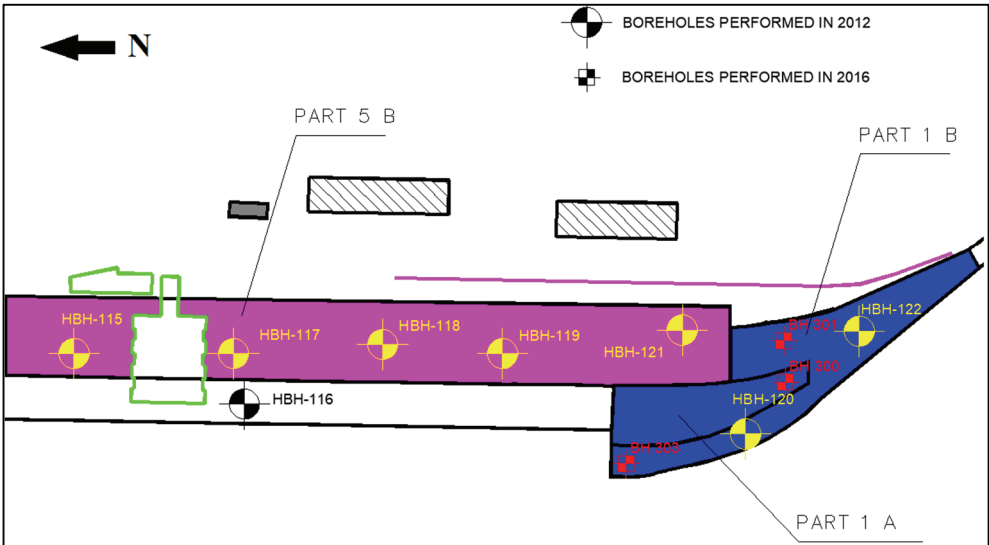 BOREHOLES PERFORMED IN 2012
N
BOREHOLES PERFORMED IN 2016
PART 5 B
PART 1 B
HBH-115
HBH-117
HBH-118
HBH-119
HBH-121
BH 301
HBH-122
BH 300
HBH-116
HBH-120
BH 303
PART 1 A